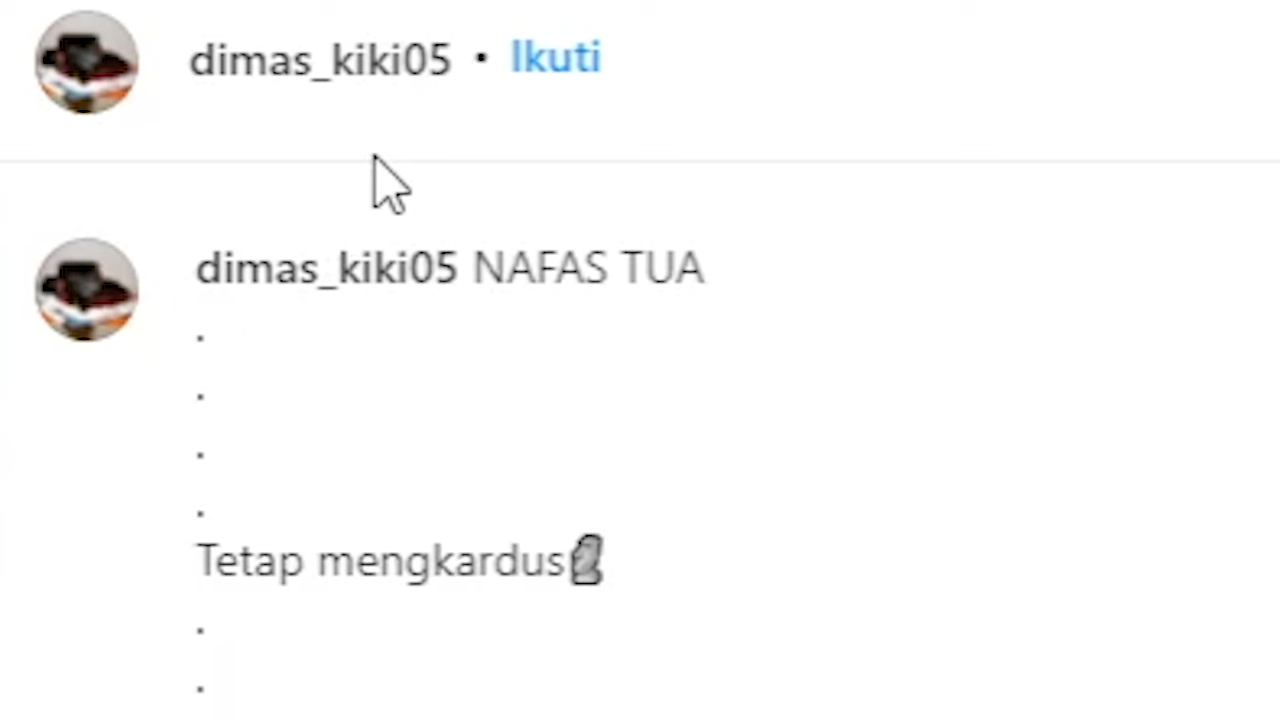 dimas_kiki05 • Ikuti
dimas_kiki05 NAFAS TUA
.
.
.
.
Tetap mengkardus🗿
.
.